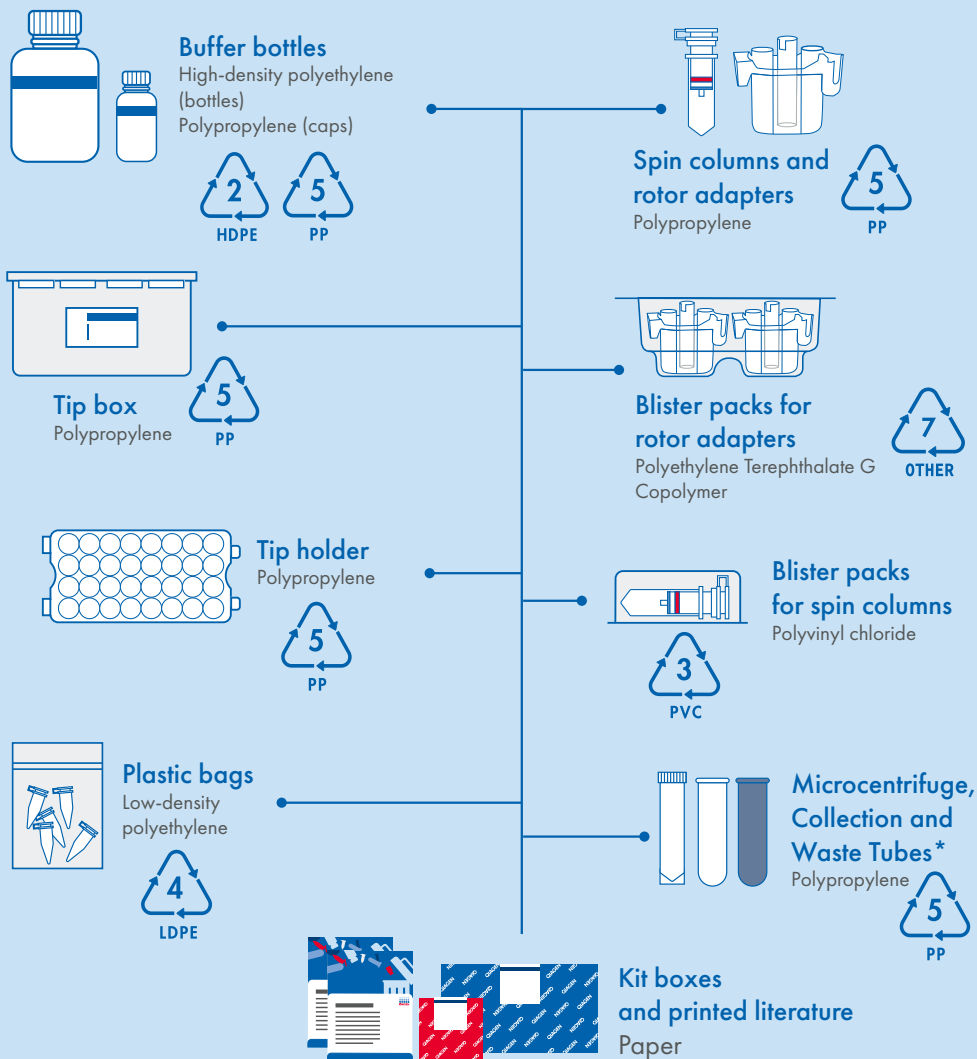 Buffer bottles
High-density polyethylene
(bottles)
Polypropylene (caps)
2
HDPE
5
PP
Spin columns and
rotor adapters
Polypropylene
5
PP
Tip box
Polypropylene
5
PP
Blister packs for
rotor adapters
Polyethylene Terephthalate G
Copolymer
7
OTHER
Tip holder
Polypropylene
5
PP
Blister packs
for spin columns
Polyvinyl chloride
3
PVC
Plastic bags
Low-density
polyethylene
4
LDPE
Microcentrifuge,
Collection and
Waste Tubes*
Polypropylene
5
PP
QIAGEN
Kit boxes
and printed literature
Paper